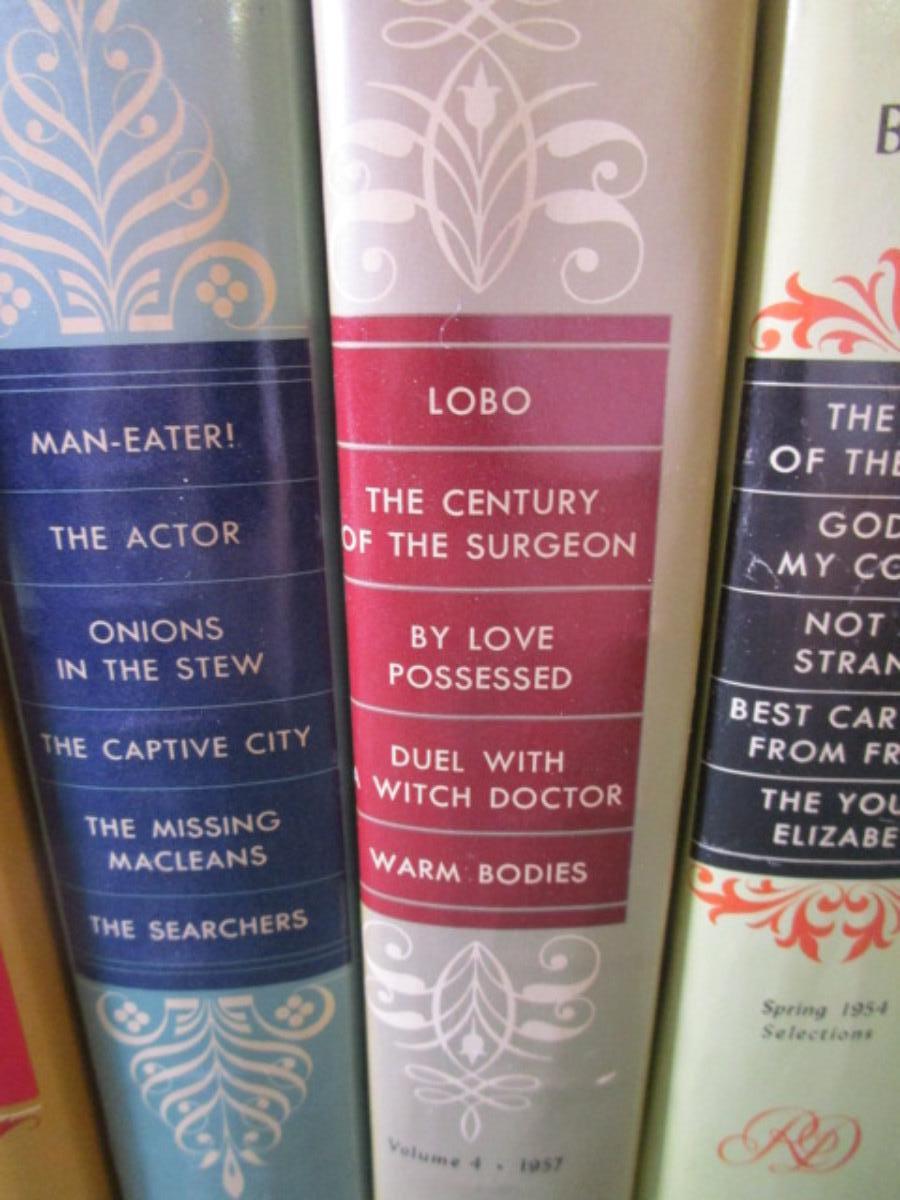 MAN-EATER!
THE ACTOR
ONIONS
IN THE STEW
THE CAPTIVE CITY
THE MISSING
MACLEANS
THE SEARCHERS
LOBO
THE CENTURY
OF THE SURGEON
BY LOVE
POSSESSED
DUEL WITH
A WITCH DOCTOR
WARM BODIES
Volume 4 . 1957
B
THE
OF THE
GOD
MY CO
NOT
STRAN
BEST CAR
FROM FR
THE YOU
ELIZABE
Spring 1954
Selections
RD